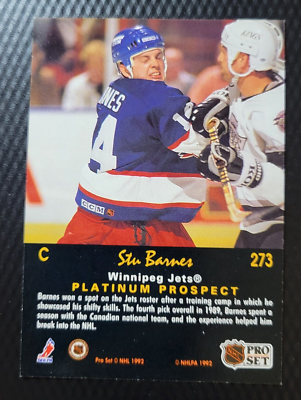 NES
14
CCM
C
Stu Barnes
273
Winnipeg Jets®
PLATINUM PROSPECT
Barnes won a spot on the Jets roster after a training camp in which he
showcased his shifty skills. The fourth pick overall in 1989, Barnes spent a
season with the Canadian national team, and the experience helped him
break into the NHL.
Pro Set © NHL 1992
© NHLPA 1992
NHL
PRO
SET